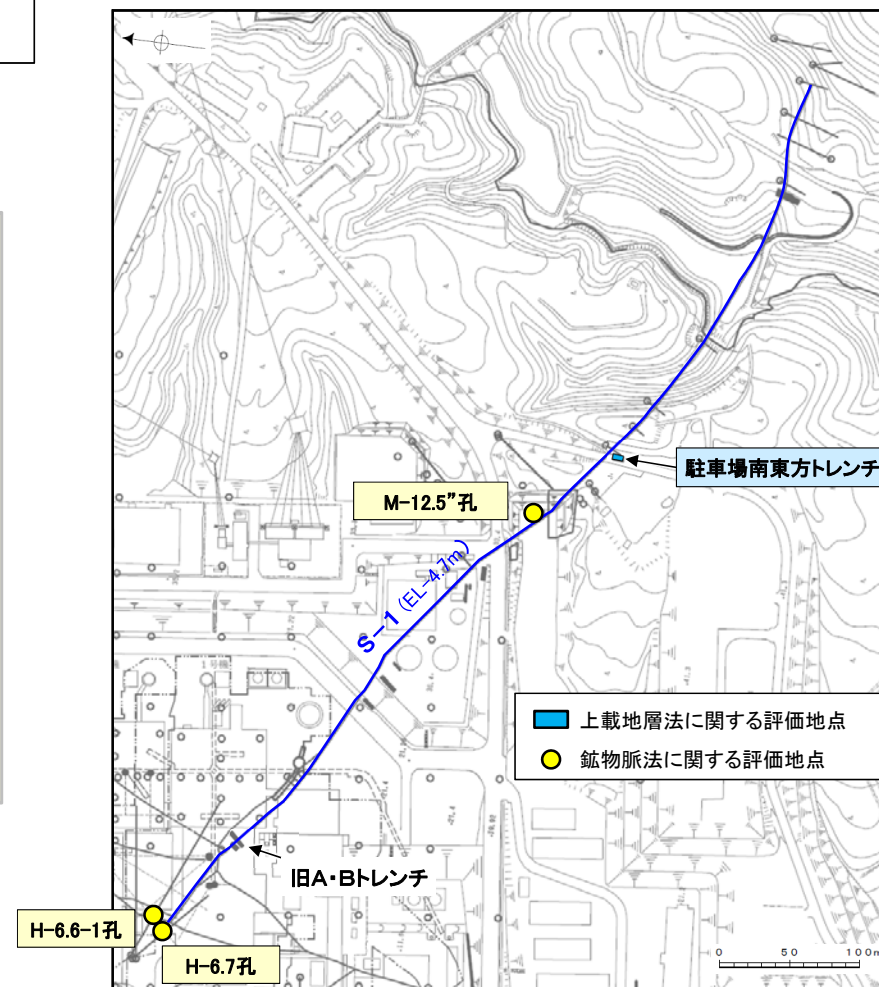 駐車場南東方トレンチ
M-12.5”孔
S-1 (EL-4.7m)
上載地層法に関する評価地点
鉱物脈法に関する評価地点
旧A・Bトレンチ
H-6.6-1孔
H-6.7孔
0 50 100m